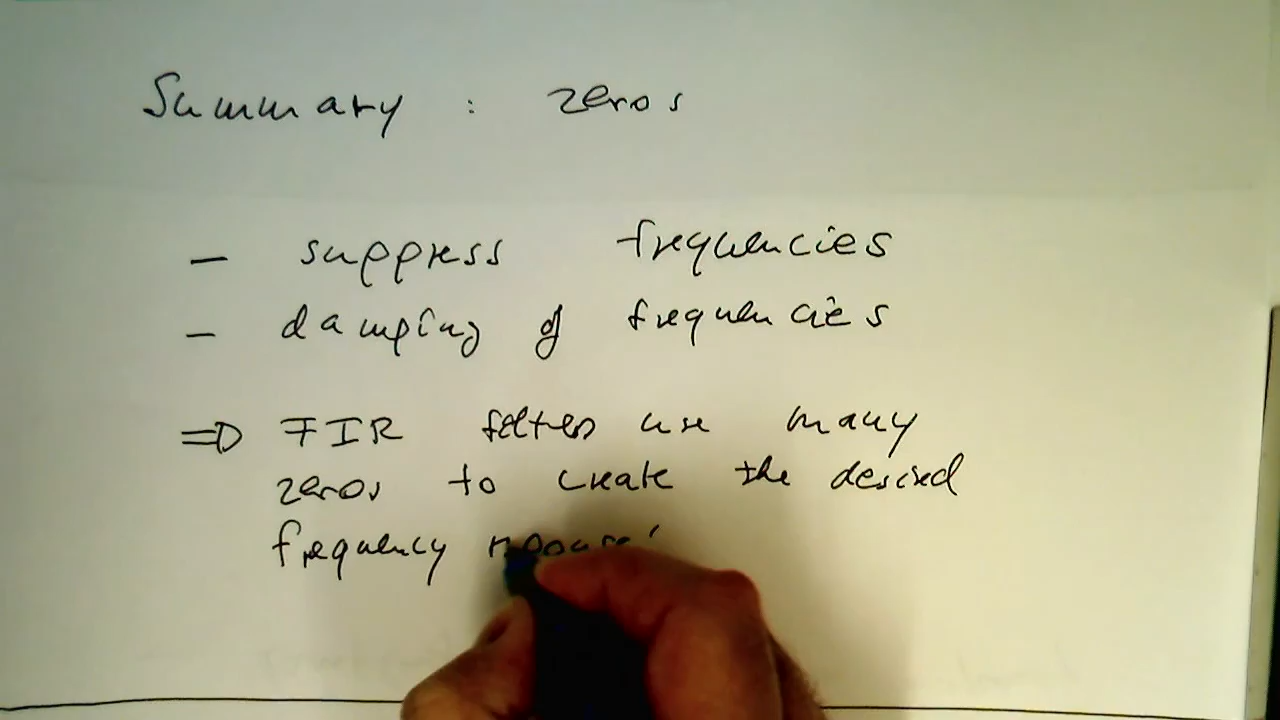 Summary : zeros
- suppress frequencies
- damping of frequencies
=> FIR filters use many
zeros to create the desired
frequency